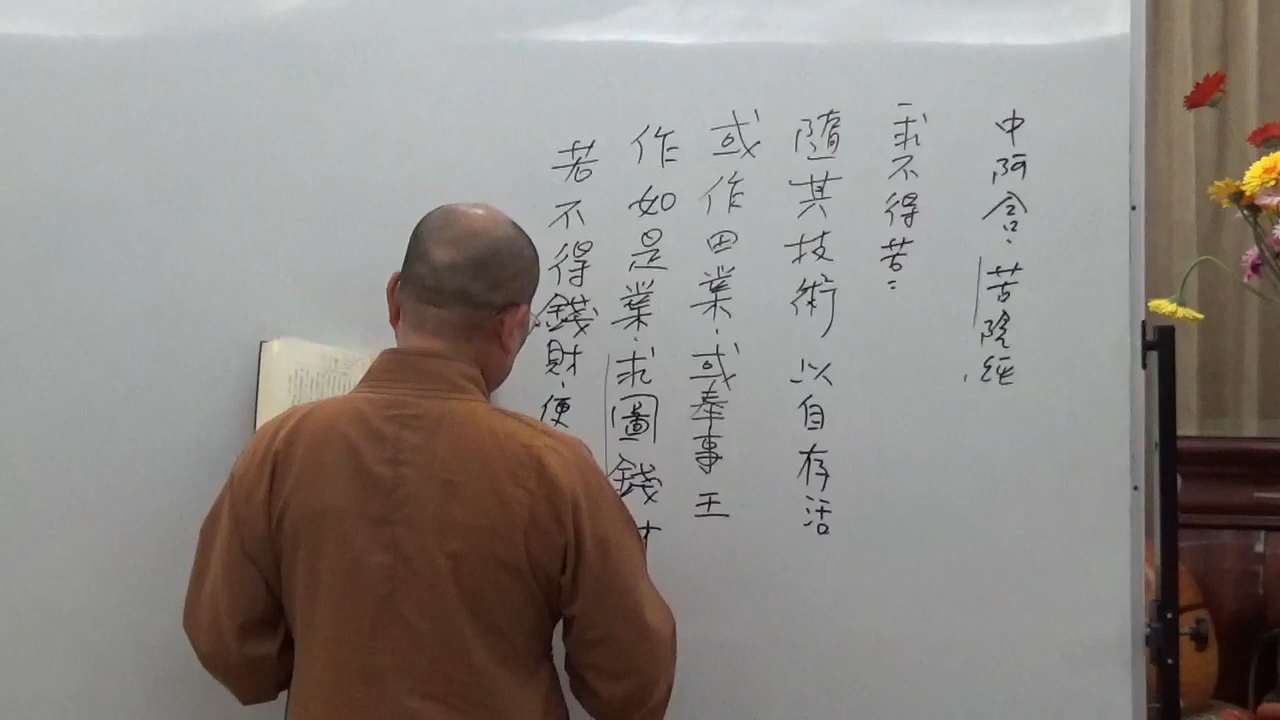 中阿含.苦陰經
一求不得苦:
隨其技術以自存活
或作田業.或奉事王
作如是業.求圖錢
若不得錢財.便